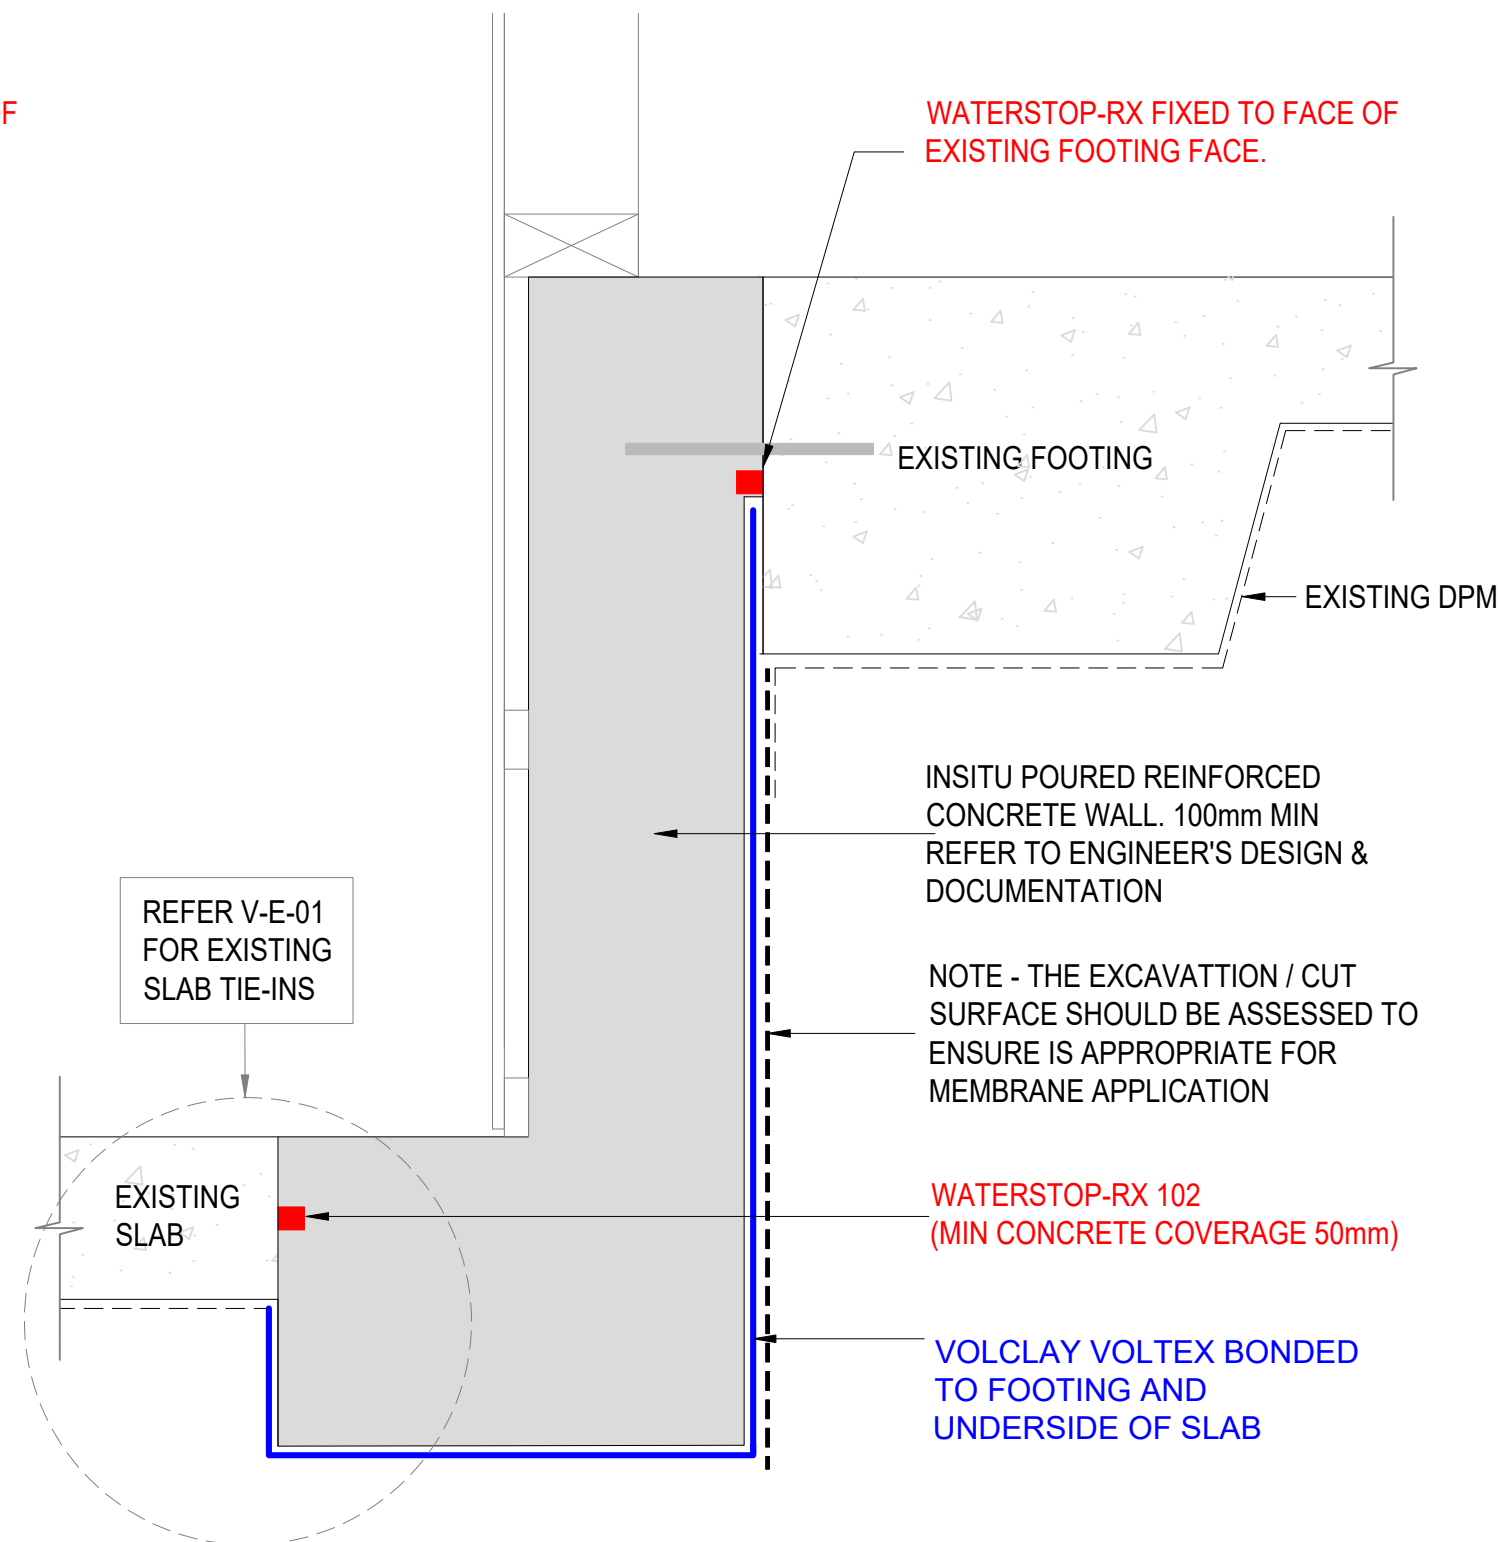 OF
WATERSTOP-RX FIXED TO FACE OF
EXISTING FOOTING FACE.
EXISTING FOOTING
EXISTING DPM
INSITU POURED REINFORCED
CONCRETE WALL. 100mm MIN
REFER TO ENGINEER'S DESIGN &
DOCUMENTATION
REFER V-E-01
FOR EXISTING
SLAB TIE-INS
NOTE - THE EXCAVATTION / CUT
SURFACE SHOULD BE ASSESSED TO
ENSURE IS APPROPRIATE FOR
MEMBRANE APPLICATION
EXISTING
SLAB
WATERSTOP-RX 102
(MIN CONCRETE COVERAGE 50mm)
VOLCLAY VOLTEX BONDED
TO FOOTING AND
UNDERSIDE OF SLAB